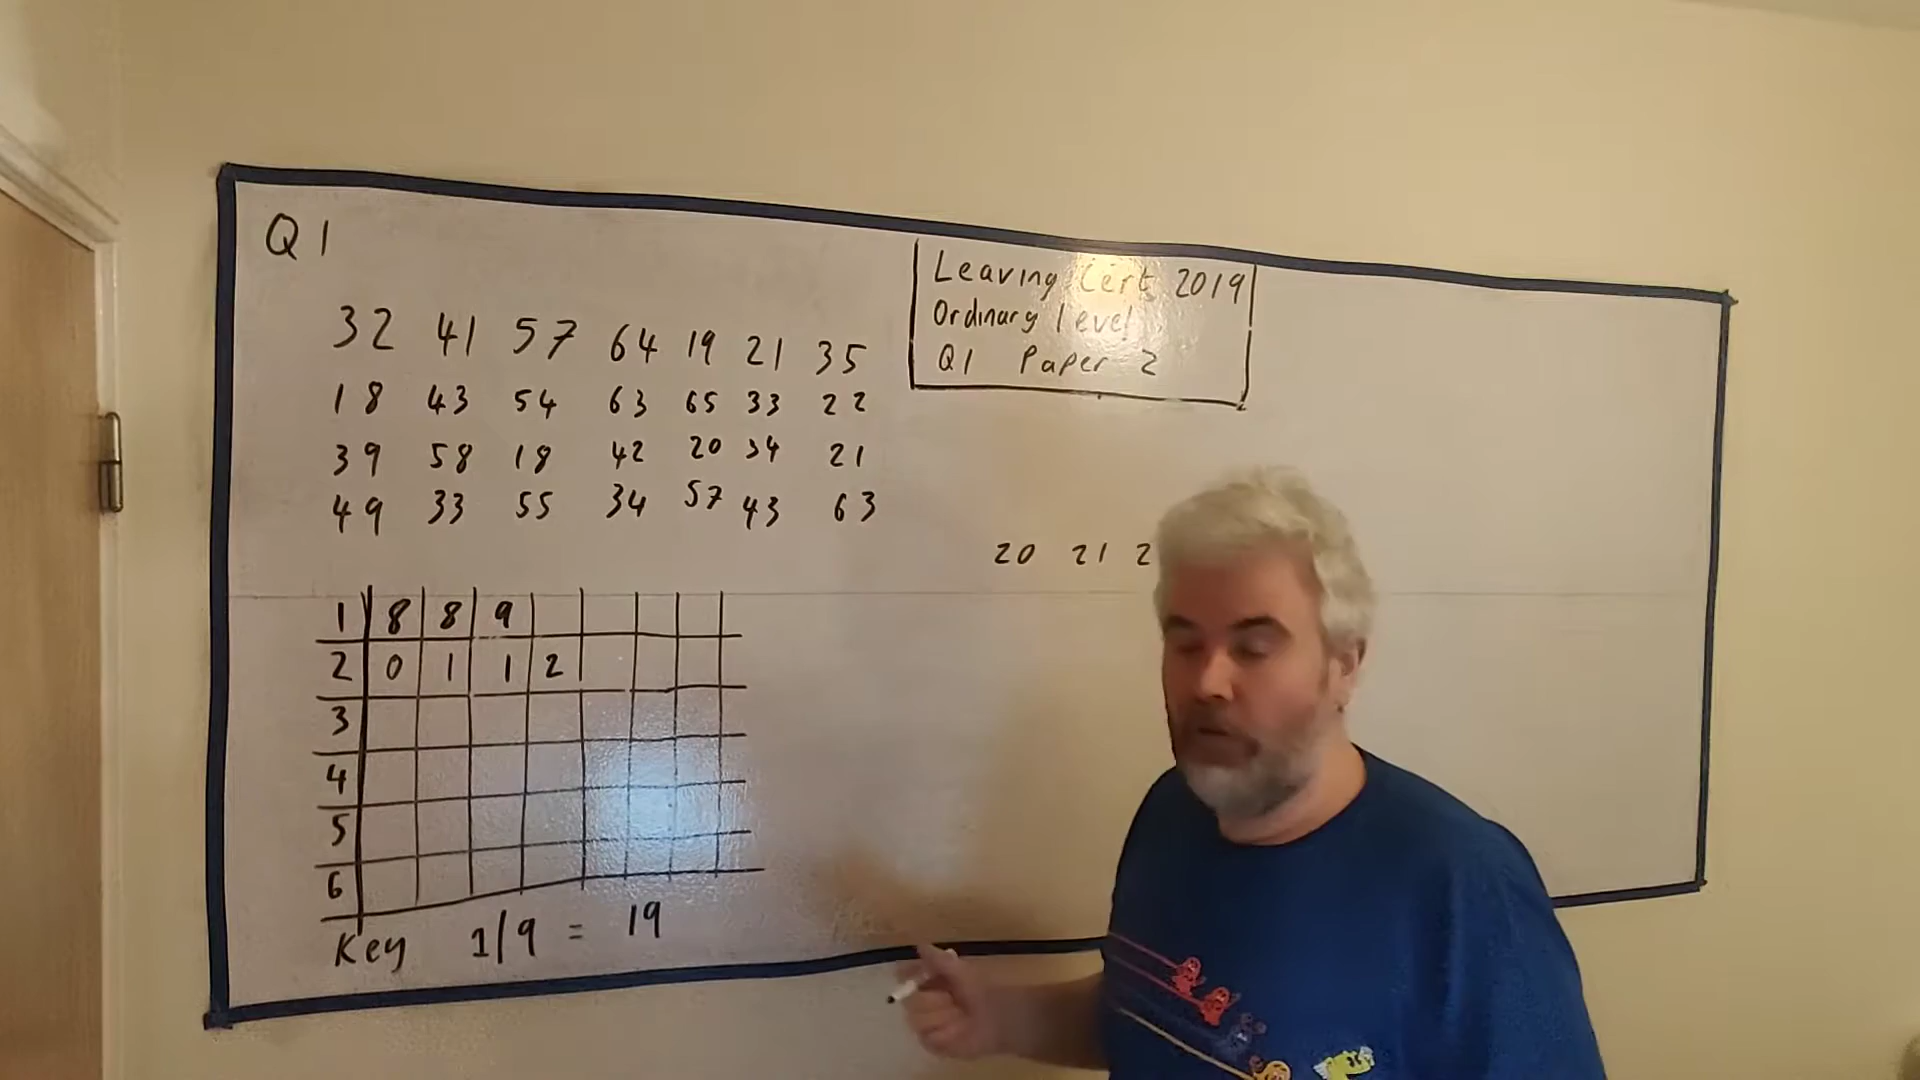 Q1
Leaving Cert 2019
Ordinary level
Q1 Paper 2
32 41 57 64 19 21 35
18 43 54 63 65 33 22
39 58 18 42 20 34 21
49 33 55 34 57 43 63
20 21 2
1 8 8 9
2 0 1 1 2
3
4
5
6
Key 1/9 = 19